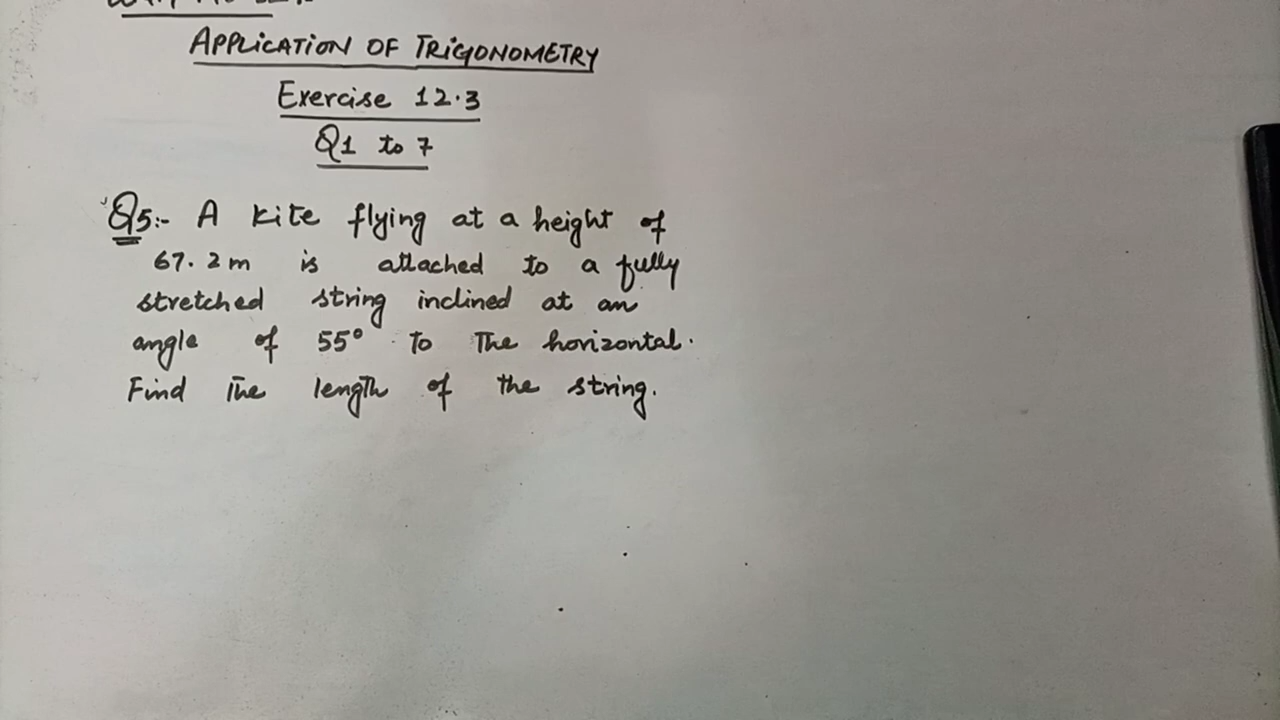 APPLICATION OF TRIGONOMETRY
Exercise 12.3
Q1 to 7
Q5:- A kite flying at a height of
67.2m is attached to a fully
stretched string inclined at an
angle of 55° to The horizontal.
Find The length of the string.